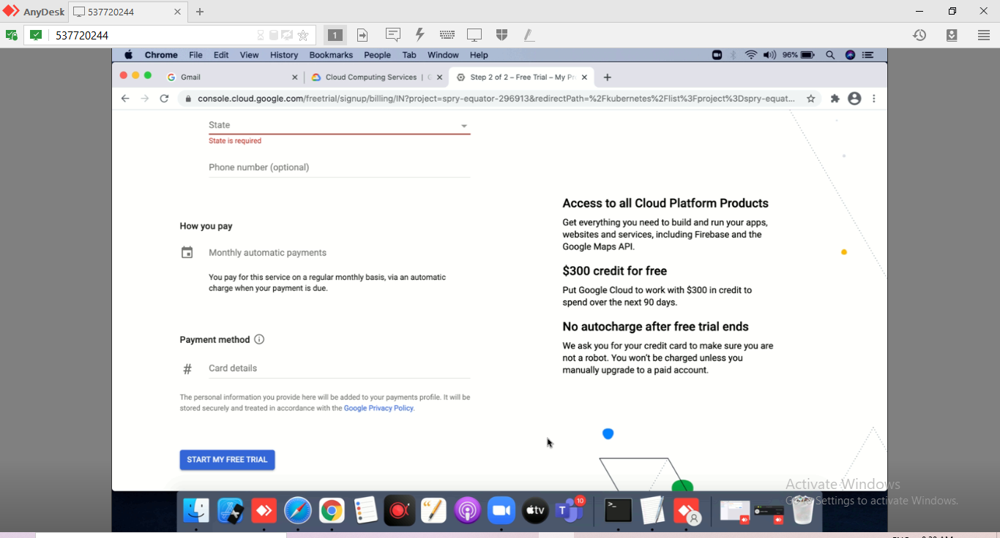 AnyDesk
537720244
537720244
1
Chrome File Edit View History Bookmarks People Tab Window Help
96%
Gmail
Cloud Computing Services | G
Step 2 of 2 – Free Trial – My Pr
console.cloud.google.com/freetrial/signup/billing/IN?project=spry-equator-296913&redirectPath=%2Fkubernetes%2Flist%3Fproject%3Dspry-equat...
State
State is required
Phone number (optional)
How you pay
Monthly automatic payments
You pay for this service on a regular monthly basis, via an automatic
charge when your payment is due.
Payment method
# Card details
The personal information you provide here will be added to your payments profile. It will be
stored securely and treated in accordance with the Google Privacy Policy.
START MY FREE TRIAL
Access to all Cloud Platform Products
Get everything you need to build and run your apps,
websites and services, including Firebase and the
Google Maps API.
$300 credit for free
Put Google Cloud to work with $300 in credit to
spend over the next 90 days.
No autocharge after free trial ends
We ask you for your credit card to make sure you are
not a robot. You won't be charged unless you
manually upgrade to a paid account.
Activate Windows
Go to Settings to activate Windows.
tv
10